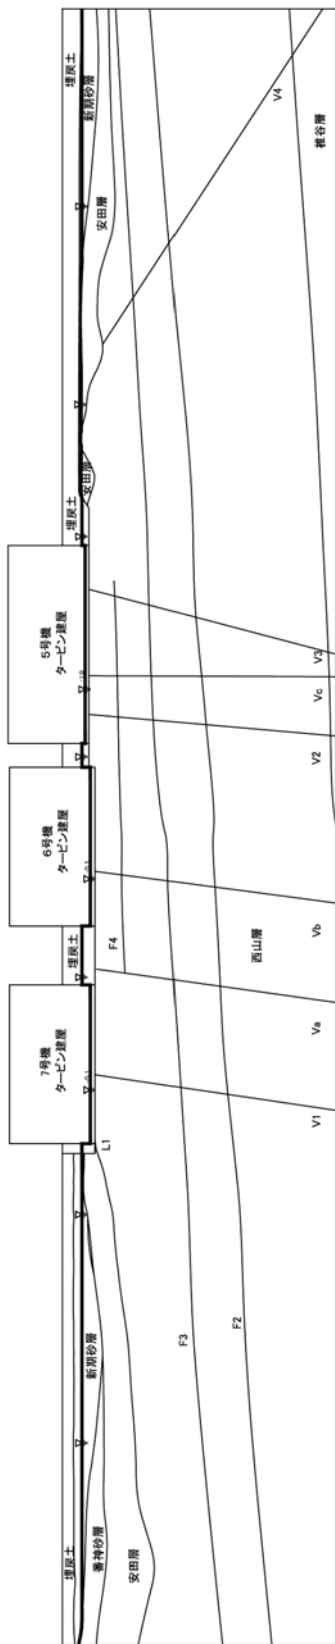 埋戻土
新期砂層
番神砂層
安田層
L1
7号機
タービン建屋
埋戻土
6号機
タービン建屋
5号機
タービン建屋
埋戻土
安田層
安田層
新期砂層
埋戻土
F3
F2
F4
西山層
V1
Va
Vb
V2
Vc
V3
V4
椎谷層